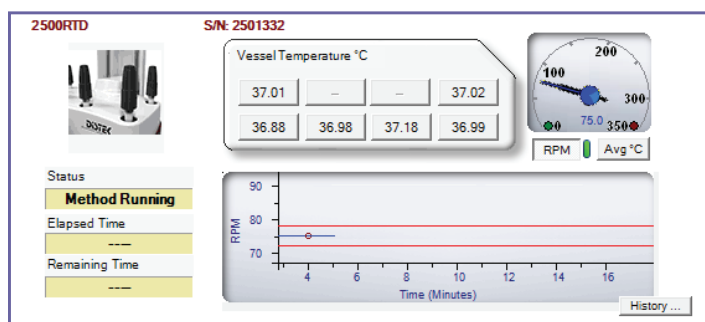 2500RTD
S/N: 2501332
Vessel Temperature °C
37.01 -- -- 37.02
36.88 36.98 37.18 36.99
200
100
300
0 75.0 350
RPM Avg °C
DISTEK
Status
Method Running
Elapsed Time
----
Remaining Time
----
90
80
70
RPM
4 6 8 10 12 14 16
Time (Minutes)
History ...